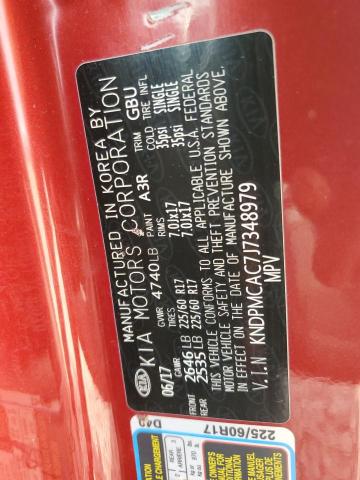 MANUFACTURED IN KOREA BY
KIA KIA MOTORS CORPORATION
06/17 GVWR 4740LB PAINT A3R TRIM GBU
GAWR TIRES RIMS COLD TIRE INFL
FRONT 2646LB 225/60 R17 7.0Jx17 35psi SINGLE
REAR 2535LB 225/60 R17 7.0Jx17 35psi SINGLE
THIS VEHICLE CONFORMS TO ALL APPLICABLE U.S.A. FEDERAL
MOTOR VEHICLE SAFETY AND THEFT PREVENTION STANDARDS
IN EFFECT ON THE DATE OF MANUFACTURE SHOWN ABOVE.
V.I.N KNDPMCAC7J7348979
MPV
225/60R17
REAR